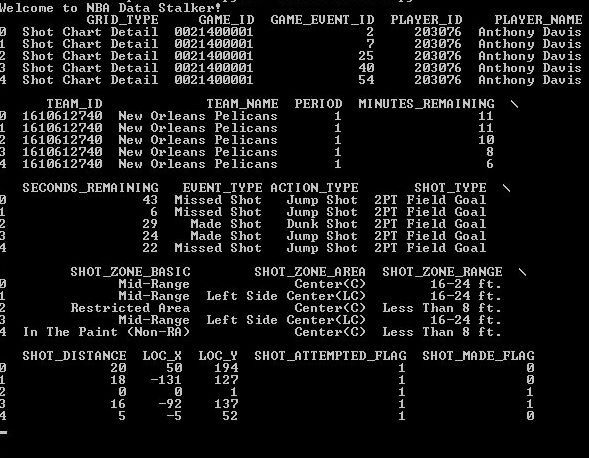 Welcome to NBA Data Stalker!
GRID_TYPE GAME_ID GAME_EVENT_ID PLAYER_ID PLAYER_NAME
0 Shot Chart Detail 0021400001 2 203076 Anthony Davis
1 Shot Chart Detail 0021400001 7 203076 Anthony Davis
2 Shot Chart Detail 0021400001 25 203076 Anthony Davis
3 Shot Chart Detail 0021400001 40 203076 Anthony Davis
4 Shot Chart Detail 0021400001 54 203076 Anthony Davis
TEAM_ID TEAM_NAME PERIOD MINUTES_REMAINING \
0 1610612740 New Orleans Pelicans 1 11
1 1610612740 New Orleans Pelicans 1 11
2 1610612740 New Orleans Pelicans 1 10
3 1610612740 New Orleans Pelicans 1 8
4 1610612740 New Orleans Pelicans 1 6
SECONDS_REMAINING EVENT_TYPE ACTION_TYPE SHOT_TYPE \
0 43 Missed Shot Jump Shot 2PT Field Goal
1 6 Missed Shot Jump Shot 2PT Field Goal
2 29 Made Shot Dunk Shot 2PT Field Goal
3 24 Made Shot Jump Shot 2PT Field Goal
4 22 Missed Shot Jump Shot 2PT Field Goal
SHOT_ZONE_BASIC SHOT_ZONE_AREA SHOT_ZONE_RANGE \
0 Mid-Range Center(C) 16-24 ft.
1 Mid-Range Left Side Center(LC) 16-24 ft.
2 Restricted Area Center(C) Less Than 8 ft.
3 Mid-Range Left Side Center(LC) 16-24 ft.
4 In The Paint (Non-RA) Center(C) Less Than 8 ft.
SHOT_DISTANCE LOC_X LOC_Y SHOT_ATTEMPTED_FLAG SHOT_MADE_FLAG
0 20 50 194 1 0
1 18 -131 127 1 0
2 0 0 1 1 1
3 16 -92 137 1 1
4 5 -5 52 1 0